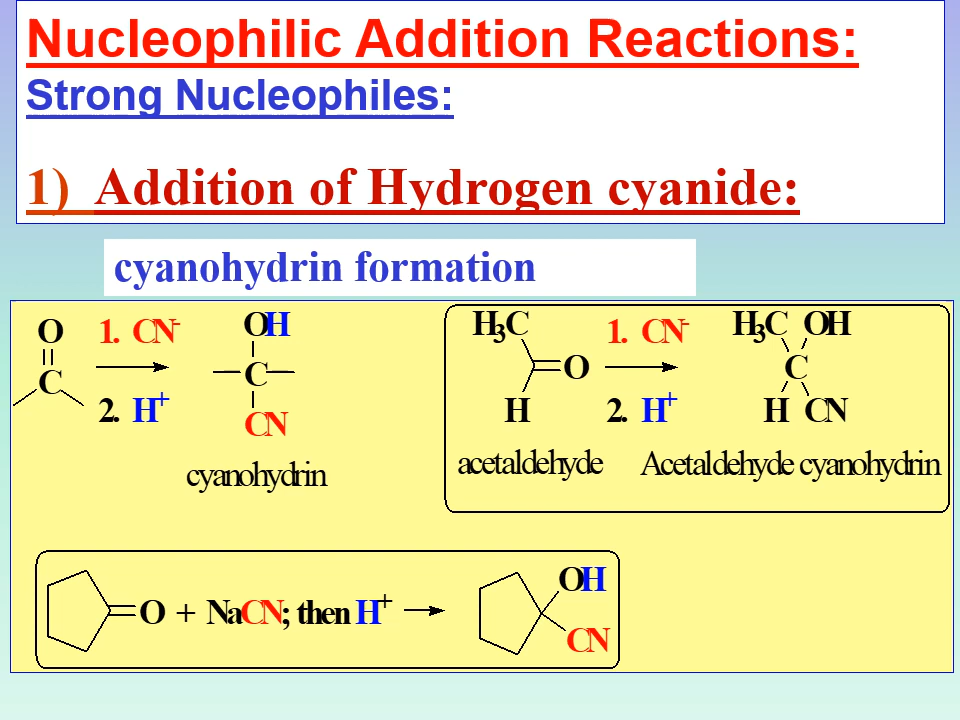 Nucleophilic Addition Reactions:
Strong Nucleophiles:
1) Addition of Hydrogen cyanide:
cyanohydrin formation
O
C
1. CN-
2. H+
OH
C
CN
cyanohydrin
H3C
O
H
acetaldehyde
1. CN-
2. H+
H3C OH
C
H CN
Acetaldehyde cyanohydrin
O + NaCN; then H+
OH
CN